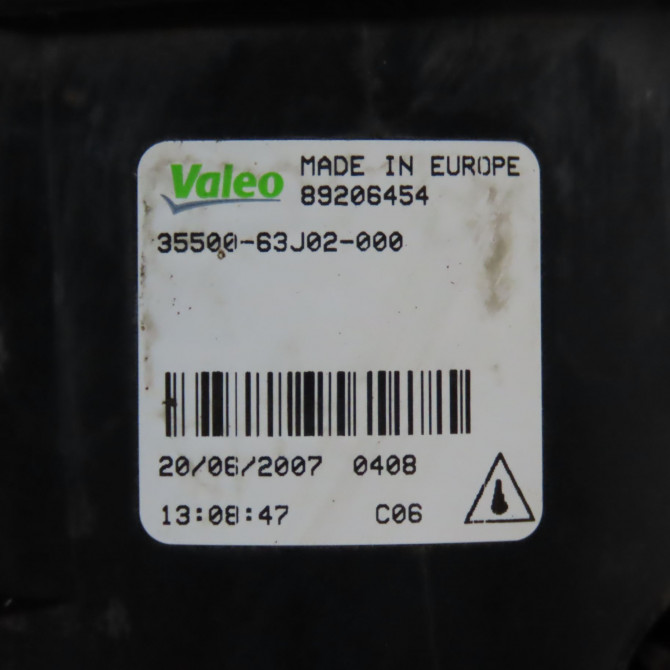 Valeo
MADE IN EUROPE
89206454
35500-63J02-000
20/06/2007 0408
13:08:47 C06